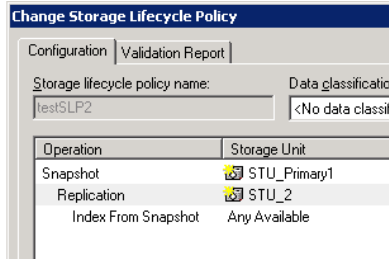 Change Storage Lifecycle Policy
Configuration Validation Report
Storage lifecycle policy name: Data classificatio
testSLP2 <No data classif
Operation Storage Unit
Snapshot STU_Primary1
Replication STU_2
Index From Snapshot Any Available